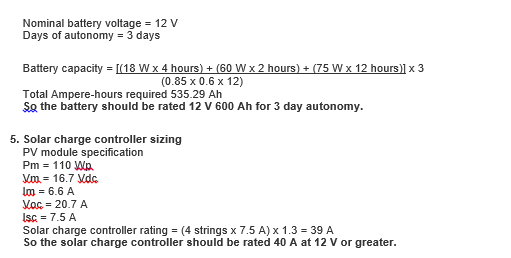 Nominal battery voltage = 12 V
Days of autonomy = 3 days
Battery capacity = [(18 W x 4 hours) + (60 W x 2 hours) + (75 W x 12 hours)] x 3
(0.85 x 0.6 x 12)
Total Ampere-hours required 535.29 Ah
So the battery should be rated 12 V 600 Ah for 3 day autonomy.
5. Solar charge controller sizing
PV module specification
Pm = 110 Wp
Vm = 16.7 Vdc
Im = 6.6 A
Voc = 20.7 A
Isc = 7.5 A
Solar charge controller rating = (4 strings x 7.5 A) x 1.3 = 39 A
So the solar charge controller should be rated 40 A at 12 V or greater.